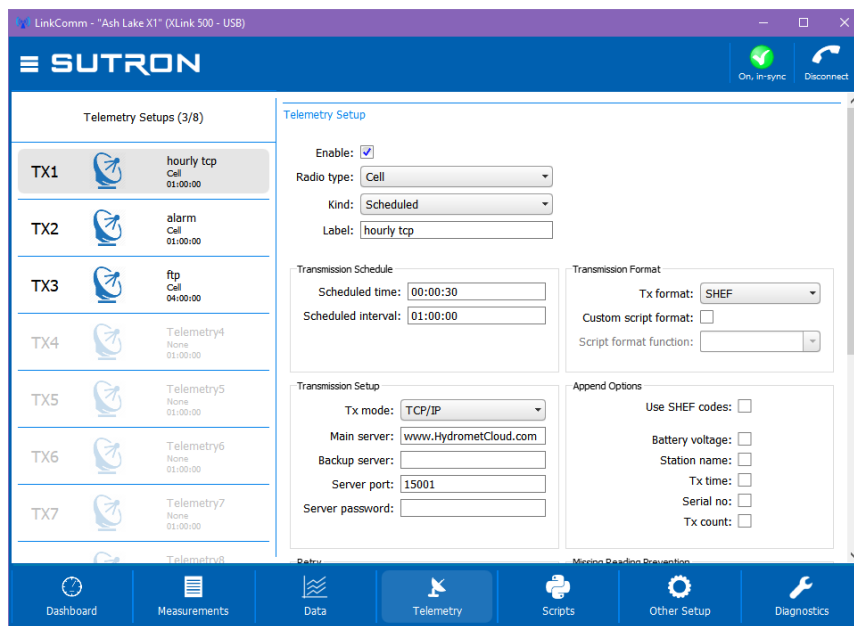 LinkComm - "Ash Lake X1" (XLink 500 - USB)
SUTRON
On, in-sync
Disconnect
Telemetry Setups (3/8)
TX1
hourly tcp
Cell
01:00:00
TX2
alarm
Cell
01:00:00
TX3
ftp
Cell
04:00:00
TX4
Telemetry4
None
01:00:00
TX5
Telemetry5
None
01:00:00
TX6
Telemetry6
None
01:00:00
TX7
Telemetry7
None
01:00:00
Telemetry8
Telemetry Setup
Enable:
Radio type: Cell
Kind: Scheduled
Label: hourly tcp
Transmission Schedule
Scheduled time: 00:00:30
Scheduled interval: 01:00:00
Transmission Format
Tx format: SHEF
Custom script format:
Script format function:
Transmission Setup
Tx mode: TCP/IP
Main server: www.HydrometCloud.com
Backup server:
Server port: 15001
Server password:
Append Options
Use SHEF codes:
Battery voltage:
Station name:
Tx time:
Serial no:
Tx count:
Retry
Missing Reading Prevention
Dashboard
Measurements
Data
Telemetry
Scripts
Other Setup
Diagnostics